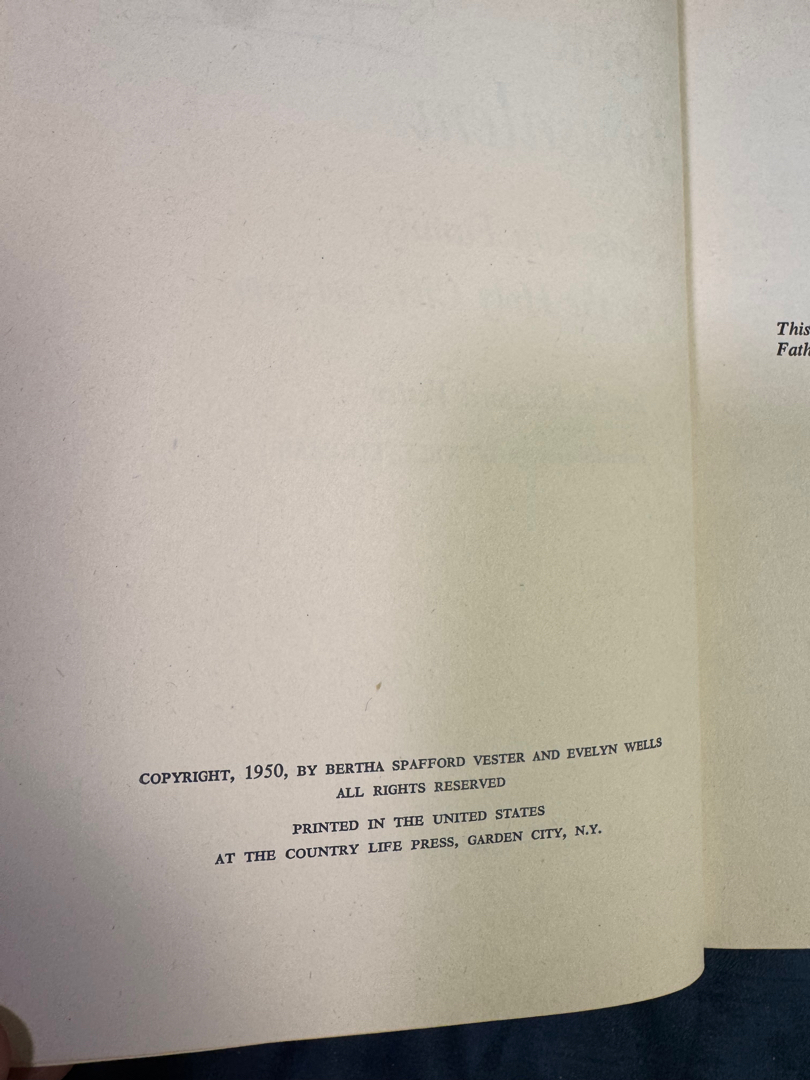 COPYRIGHT, 1950, BY BERTHA SPAFFORD VESTER AND EVELYN WELLS
ALL RIGHTS RESERVED
PRINTED IN THE UNITED STATES
AT THE COUNTRY LIFE PRESS, GARDEN CITY, N.Y.
This
Fath